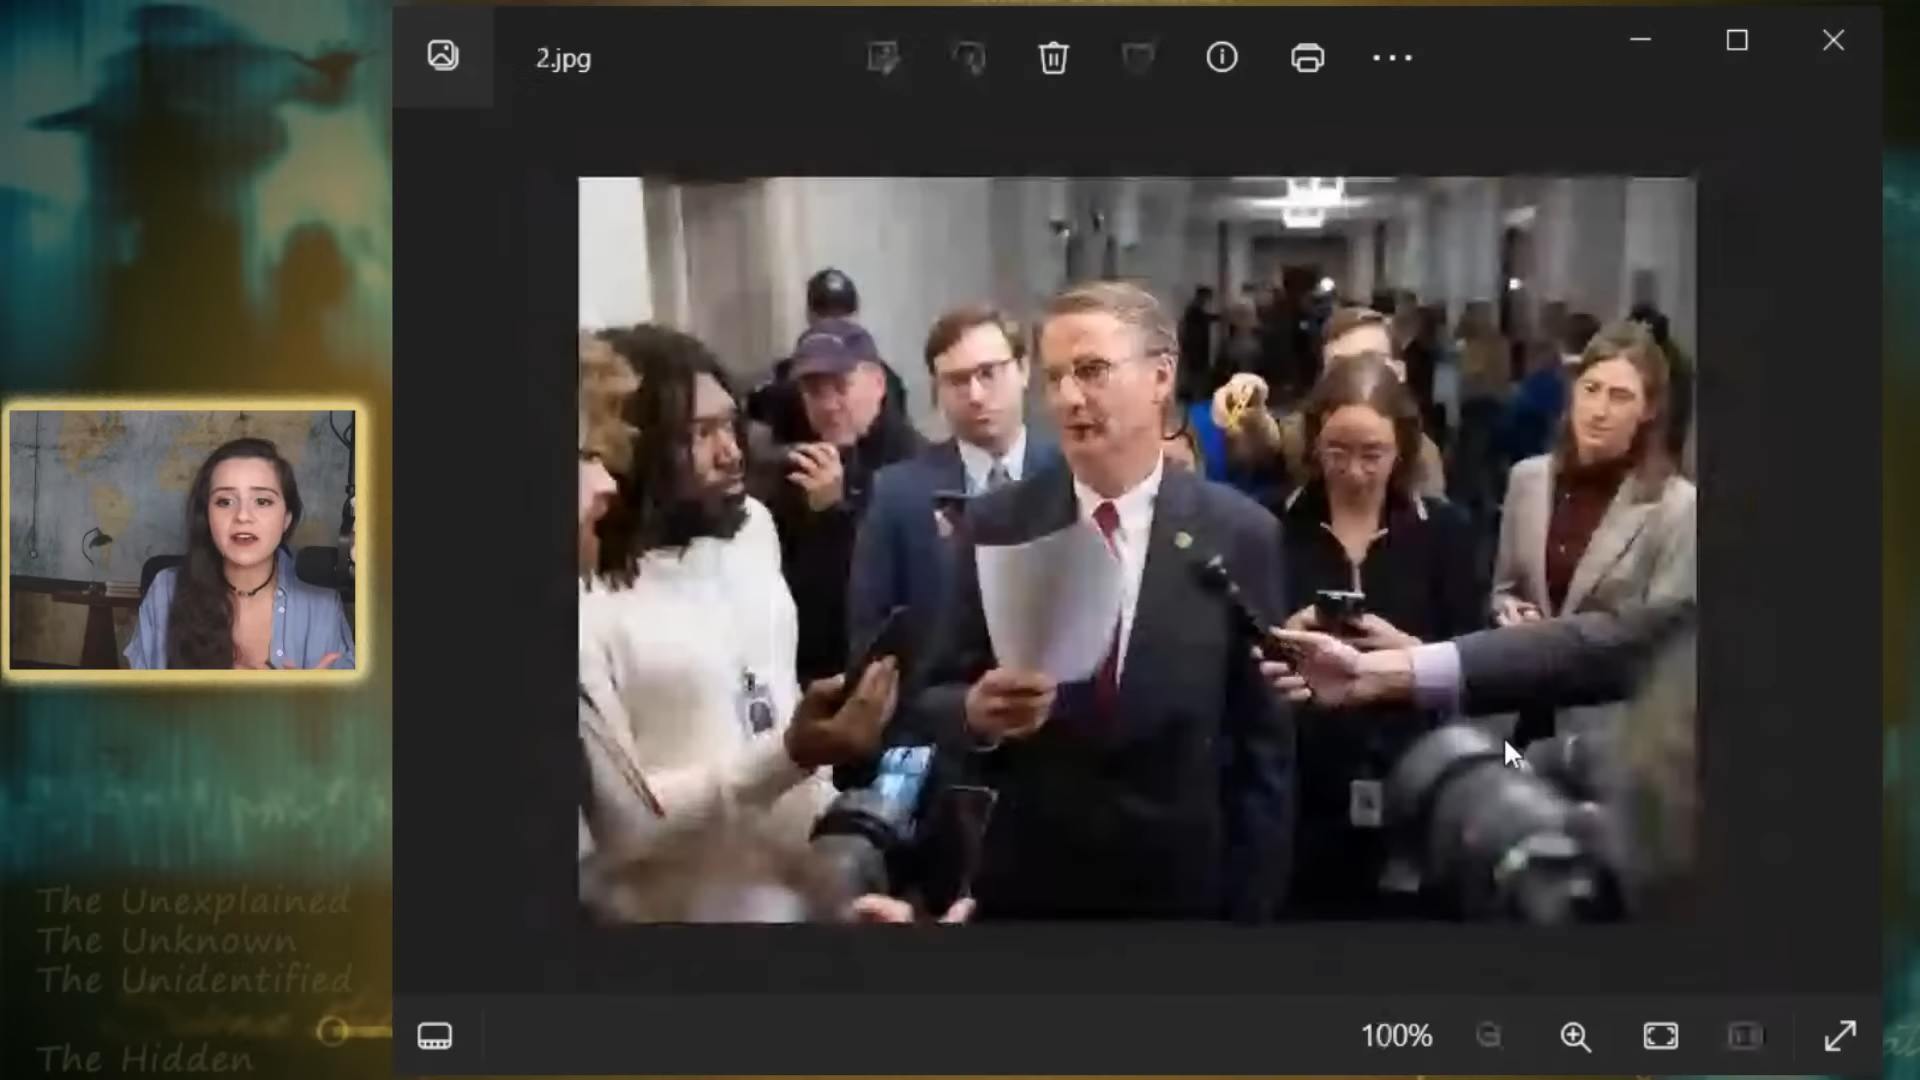 2.jpg
The Unexplained
The Unknown
The Unidentified
The Hidden
100%